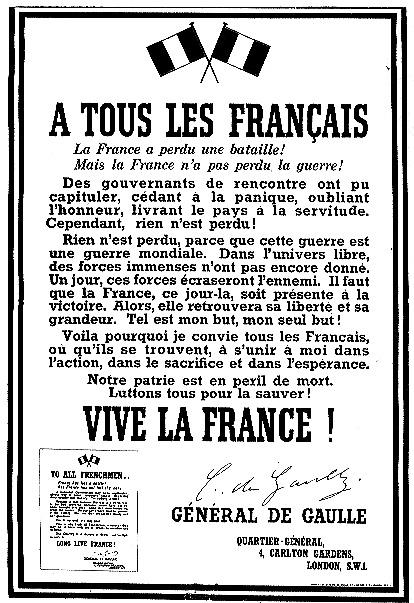 A TOUS LES FRANÇAIS
La France a perdu une bataille!
Mais la France n'a pas perdu la guerre!
Des gouvernants de rencontre ont pu
capituler, cédant à la panique, oubliant
l'honneur, livrant le pays à la servitude.
Cependant, rien n'est perdu!
Rien n'est perdu, parce que cette guerre est
une guerre mondiale. Dans l'univers libre,
des forces immenses n'ont pas encore donné.
Un jour, ces forces écraseront l'ennemi. Il faut
que la France, ce jour-la, soit présente à la
victoire. Alors, elle retrouvera sa liberté et sa
grandeur. Tel est mon but, mon seul but!
Voila pourquoi je convie tous les Francais,
où qu'ils se trouvent, à s'unir à moi dans
l'action, dans le sacrifice et dans l'espérance.
Notre patrie est en peril de mort.
Luttons tous pour la sauver!
VIVE LA FRANCE !
C. de Gaulle
GÉNÉRAL DE GAULLE
QUARTIER-GÉNÉRAL,
4, CARLTON GARDENS,
LONDON, S.W.1
TO ALL FRENCHMEN..
LONG LIVE FRANCE!